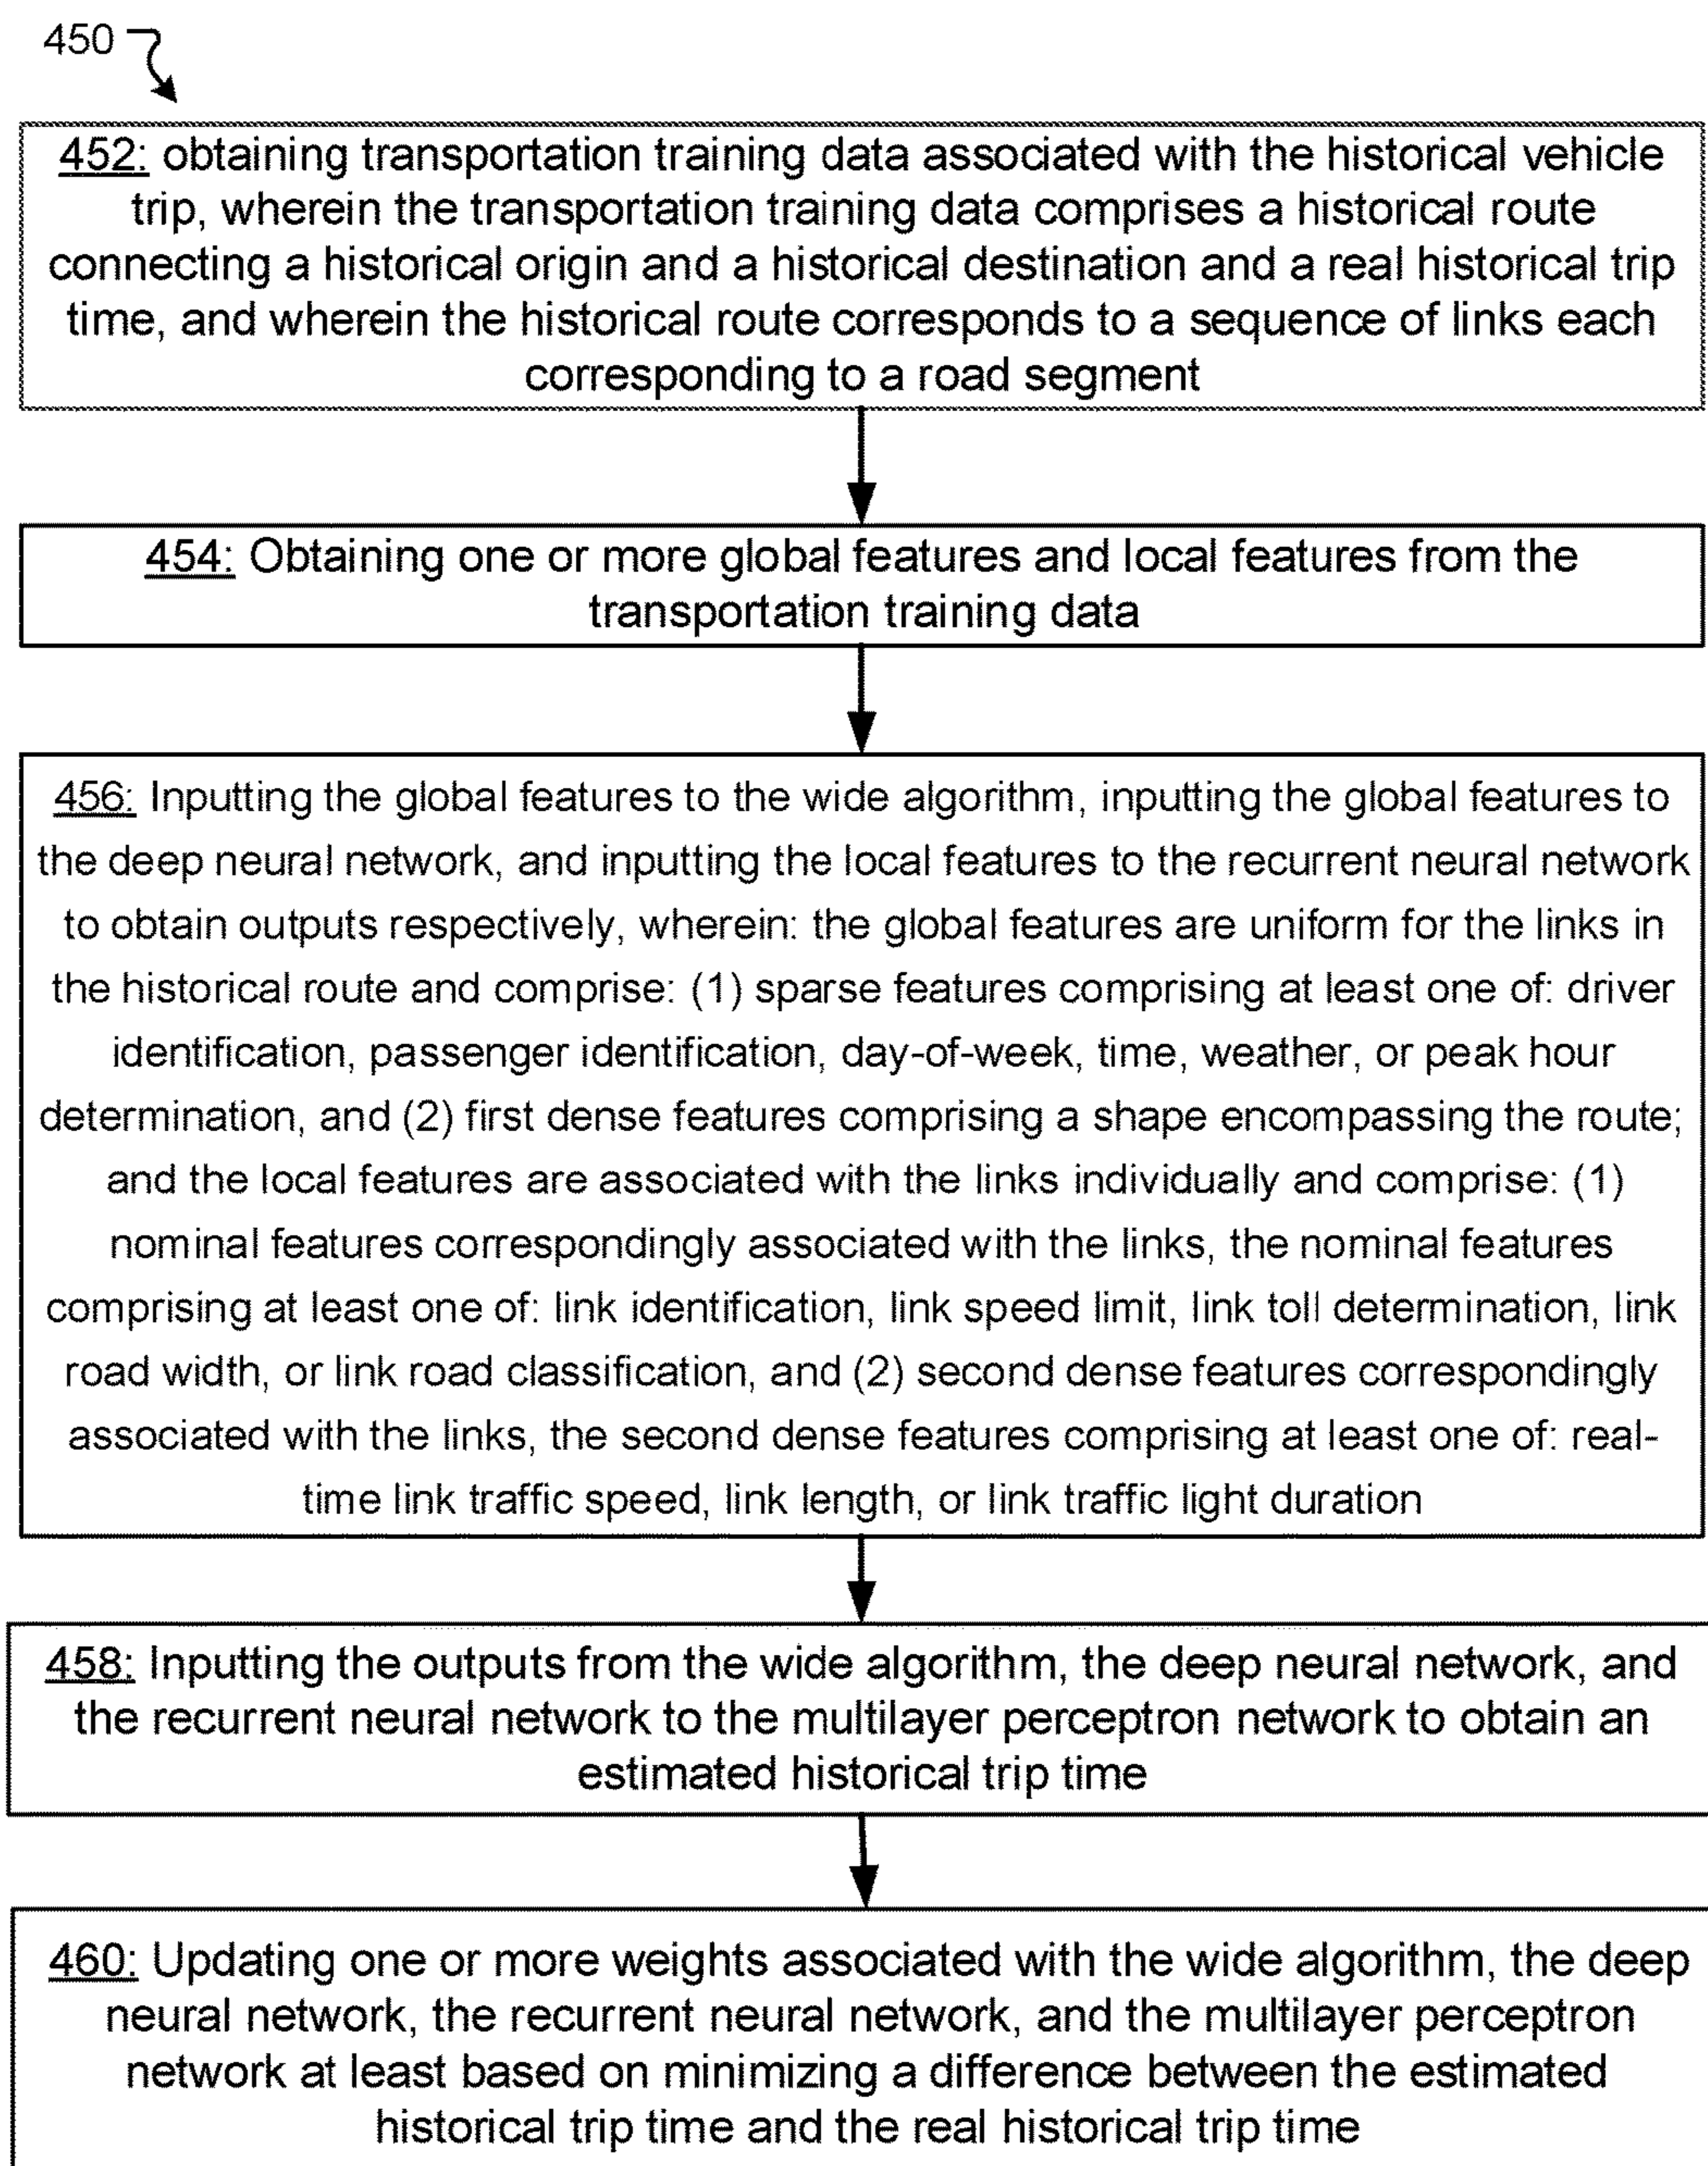 450
452: obtaining transportation training data associated with the historical vehicle
trip, wherein the transportation training data comprises a historical route
connecting a historical origin and a historical destination and a real historical trip
time, and wherein the historical route corresponds to a sequence of links each
corresponding to a road segment
454: Obtaining one or more global features and local features from the
transportation training data
456: Inputting the global features to the wide algorithm, inputting the global features to
the deep neural network, and inputting the local features to the recurrent neural network
to obtain outputs respectively, wherein: the global features are uniform for the links in
the historical route and comprise: (1) sparse features comprising at least one of: driver
identification, passenger identification, day-of-week, time, weather, or peak hour
determination, and (2) first dense features comprising a shape encompassing the route;
and the local features are associated with the links individually and comprise: (1)
nominal features correspondingly associated with the links, the nominal features
comprising at least one of: link identification, link speed limit, link toll determination, link
road width, or link road classification, and (2) second dense features correspondingly
associated with the links, the second dense features comprising at least one of: real-
time link traffic speed, link length, or link traffic light duration
458: Inputting the outputs from the wide algorithm, the deep neural network, and
the recurrent neural network to the multilayer perceptron network to obtain an
estimated historical trip time
460: Updating one or more weights associated with the wide algorithm, the deep
neural network, the recurrent neural network, and the multilayer perceptron
network at least based on minimizing a difference between the estimated
historical trip time and the real historical trip time